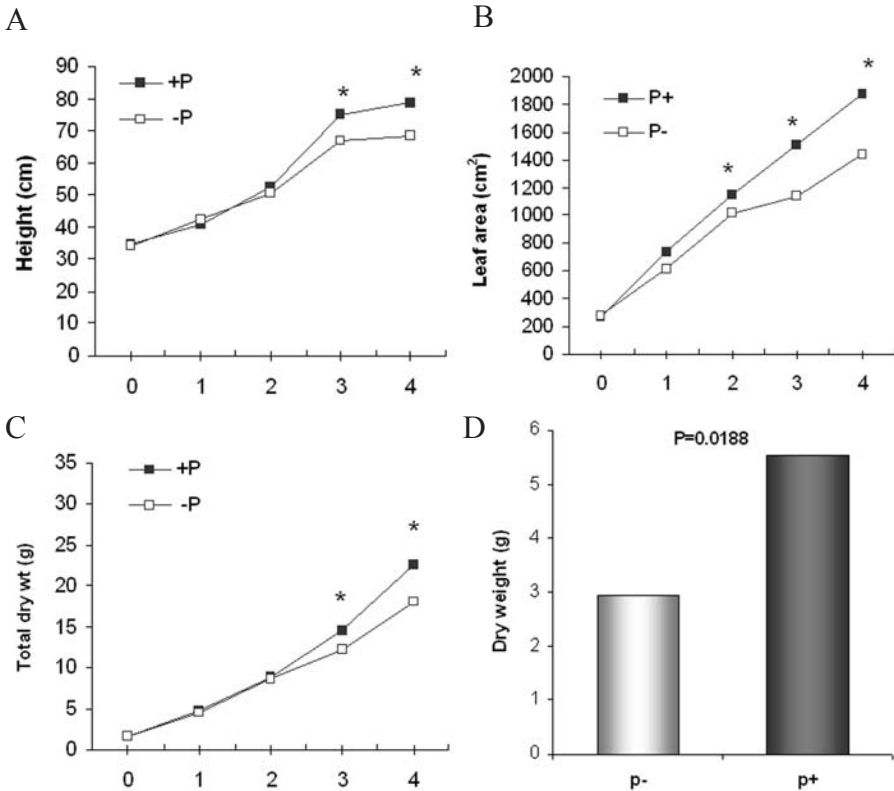 A
90
80
70
60
50
40
30
20
10
0
Height (cm)
+P
-P
*
*
0 1 2 3 4
B
2000
1800
1600
1400
1200
1000
800
600
400
200
0
Leaf area (cm²)
P+
P-
*
*
*
0 1 2 3 4
C
35
30
25
20
15
10
5
0
Total dry wt (g)
+P
-P
*
*
0 1 2 3 4
D
6
5
4
3
2
1
0
Dry weight (g)
P=0.0188
p- p+